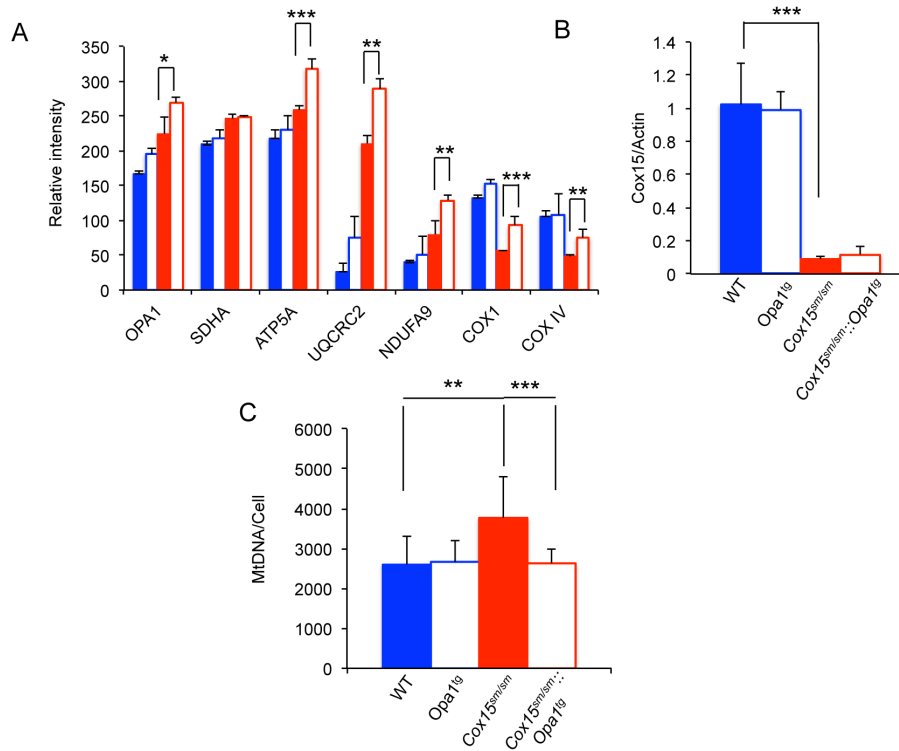 A
Relative intensity
350
300
250
200
150
100
50
0
*
***
**
**
***
**
OPA1
SDHA
ATP5A
UQCRC2
NDUFA9
COX1
COX IV
B
Cox15/Actin
1.4
1.2
1
0.8
0.6
0.4
0.2
0
***
WT
Opa1tg
Cox15sm/sm
Cox15sm/sm::Opa1tg
C
MtDNA/Cell
6000
5000
4000
3000
2000
1000
0
**
***
WT
Opa1tg
Cox15sm/sm
Cox15sm/sm::
Opa1tg